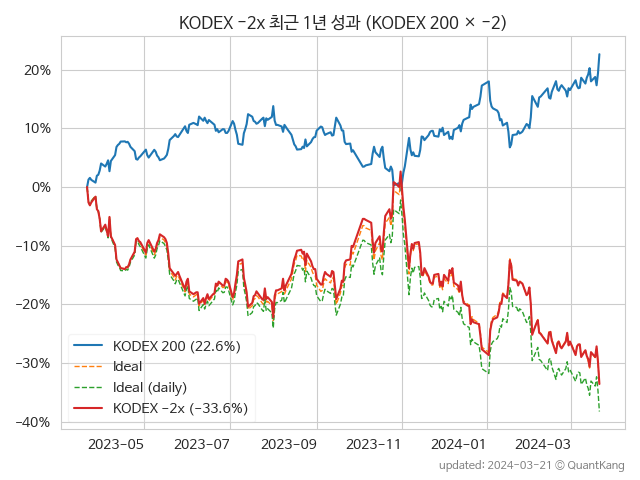 KODEX -2x 최근 1년 성과 (KODEX 200 × -2)
20%
10%
0%
-10%
-20%
-30%
-40%
KODEX 200 (22.6%)
Ideal
Ideal (daily)
KODEX -2x (-33.6%)
2023-05 2023-07 2023-09 2023-11 2024-01 2024-03
updated: 2024-03-21 © QuantKang